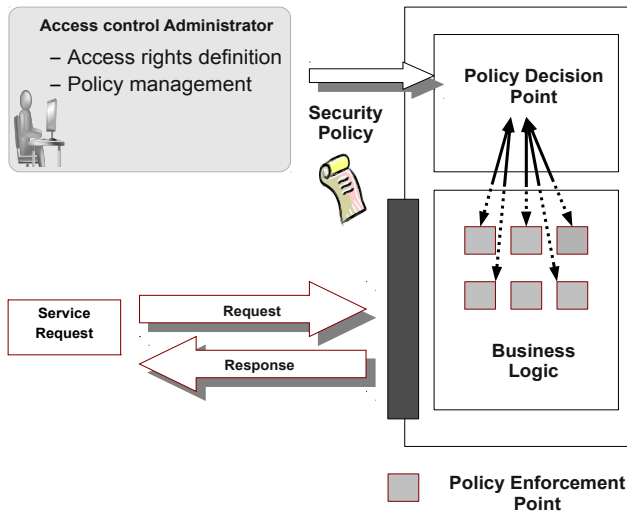 Access control Administrator
– Access rights definition
– Policy management
Security
Policy
Policy Decision
Point
Service
Request
Request
Response
Business
Logic
Policy Enforcement
Point